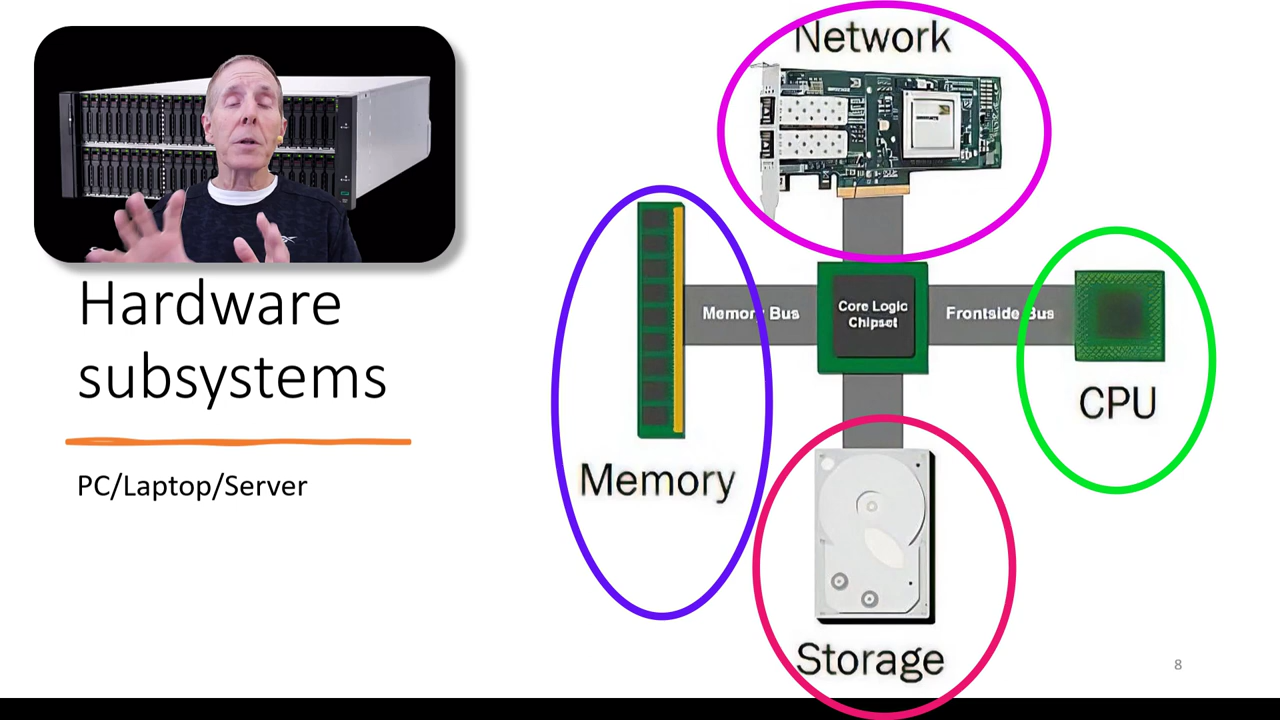 Hardware
subsystems
PC/Laptop/Server
Network
Memory Bus
Core Logic
Chipset
Frontside Bus
CPU
Memory
Storage
8